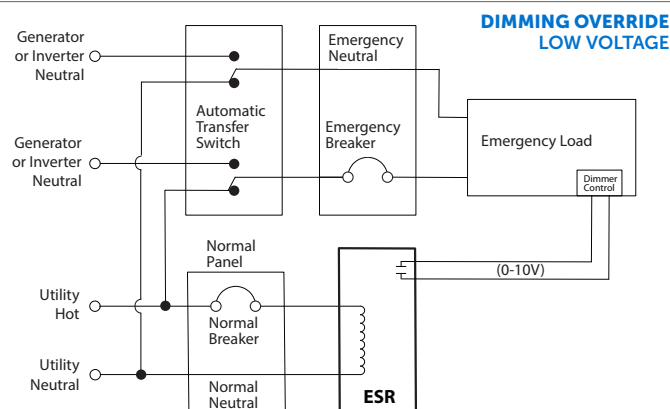 DIMMING OVERRIDE
LOW VOLTAGE
Generator
or Inverter
Neutral
Emergency
Neutral
Automatic
Transfer
Switch
Emergency
Breaker
Emergency Load
Generator
or Inverter
Neutral
Dimmer
Control
Normal
Panel
(0-10V)
Utility
Hot
Normal
Breaker
Utility
Neutral
Normal
Neutral
ESR